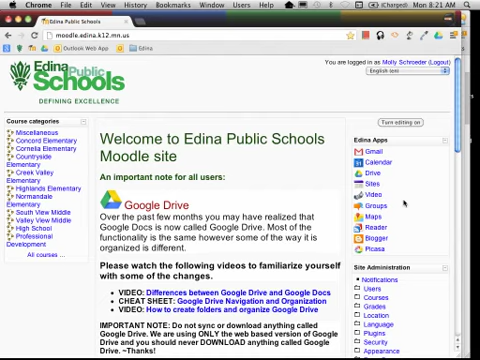 Chrome File Edit View History Bookmarks Window Help
(Charged) Mon 8:21 AM
Edina Public Schools
moodle.edina.k12.mn.us
Outlook Web App Edina
Edina Public
Schools
DEFINING EXCELLENCE
You are logged in as Molly Schroeder (Logout)
Turn editing on
Course categories
Miscellaneous
Concord Elementary
Cornelia Elementary
Countryside
Elementary
Creek Valley
Elementary
Highlands Elementary
Normandale
Elementary
South View Middle
Valley View Middle
High School
Professional
Development
All courses ...
Welcome to Edina Public Schools
Moodle site
An important note for all users:
Google Drive
Over the past few months you may have realized that
Google Docs is now called Google Drive. Most of the
functionality is the same however some of the way it is
organized is different.
Please watch the following videos to familiarize yourself
with some of the changes.
• VIDEO: Differences between Google Drive and Google Docs
• CHEAT SHEET: Google Drive Navigation and Organization
• VIDEO: How to create folders and organize Google Drive
IMPORTANT NOTE: Do not sync or download anything called
Google Drive. We are using ONLY the web based version of Google
Drive and you should never DOWNLOAD anything called Google
Drive. ~Thanks!
Edina Apps
Gmail
Calendar
Drive
Sites
Video
Groups
Maps
Reader
Blogger
Picasa
Site Administration
Notifications
Users
Courses
Grades
Location
Language
Plugins
Security
Appearance